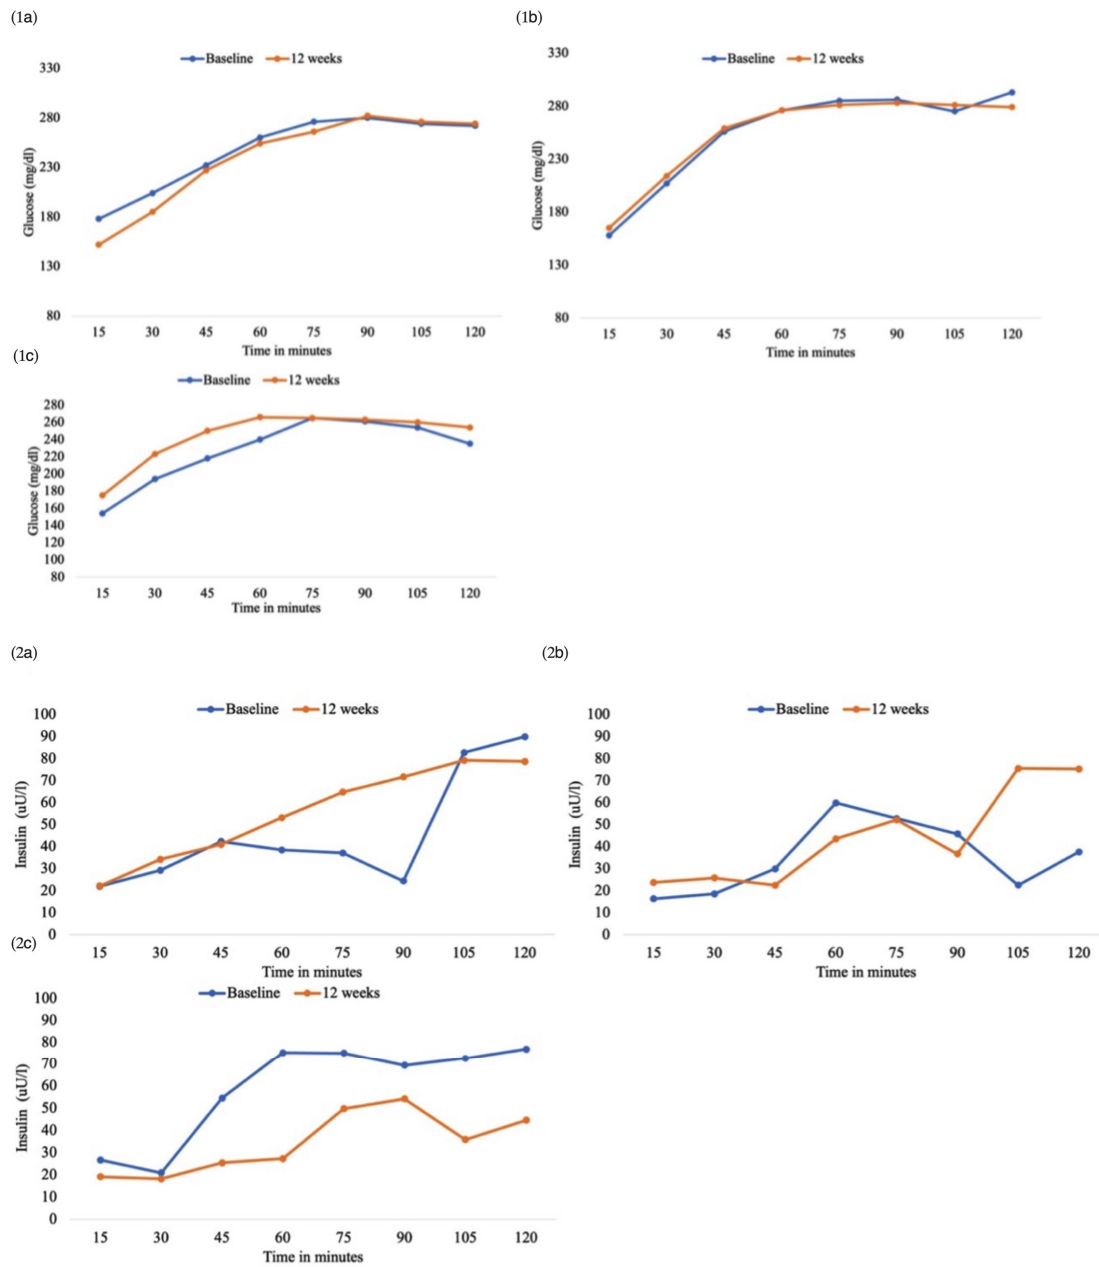 (1a)
Baseline 12 weeks
330
280
230
180
130
80
Glucose (mg/dl)
15 30 45 60 75 90 105 120
Time in minutes
(1b)
Baseline 12 weeks
330
280
230
180
130
80
Glucose (mg/dl)
15 30 45 60 75 90 105 120
Time in minutes
(1c)
Baseline 12 weeks
280
260
240
220
200
180
160
140
120
100
80
Glucose (mg/dl)
15 30 45 60 75 90 105 120
Time in minutes
(2a)
Baseline 12 weeks
100
90
80
70
60
50
40
30
20
10
0
Insulin (uU/l)
15 30 45 60 75 90 105 120
Time in minutes
(2b)
Baseline 12 weeks
100
90
80
70
60
50
40
30
20
10
0
Insulin (uU/l)
15 30 45 60 75 90 105 120
Time in minutes
(2c)
Baseline 12 weeks
100
90
80
70
60
50
40
30
20
10
0
Insulin (uU/l)
15 30 45 60 75 90 105 120
Time in minutes